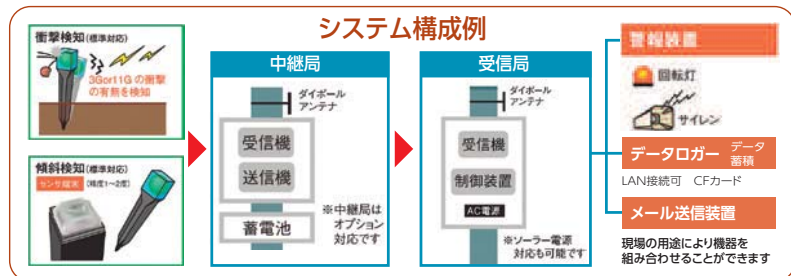 システム構成例
衝撃検知(標準対応)
3Gor11Gの衝撃
の有無を検知
傾斜検知(標準対応)
センサ端末 (精度1~2度)
中継局
ダイポール
アンテナ
受信機
送信機
蓄電池
※中継局は
オプション
対応です
受信局
ダイポール
アンテナ
受信機
制御装置
AC電源
※ソーラー電源
対応も可能です
警報装置
回転灯
サイレン
データロガー データ
蓄積
LAN接続可 CFカード
メール送信装置
現場の用途により機器を
組み合わせることができます